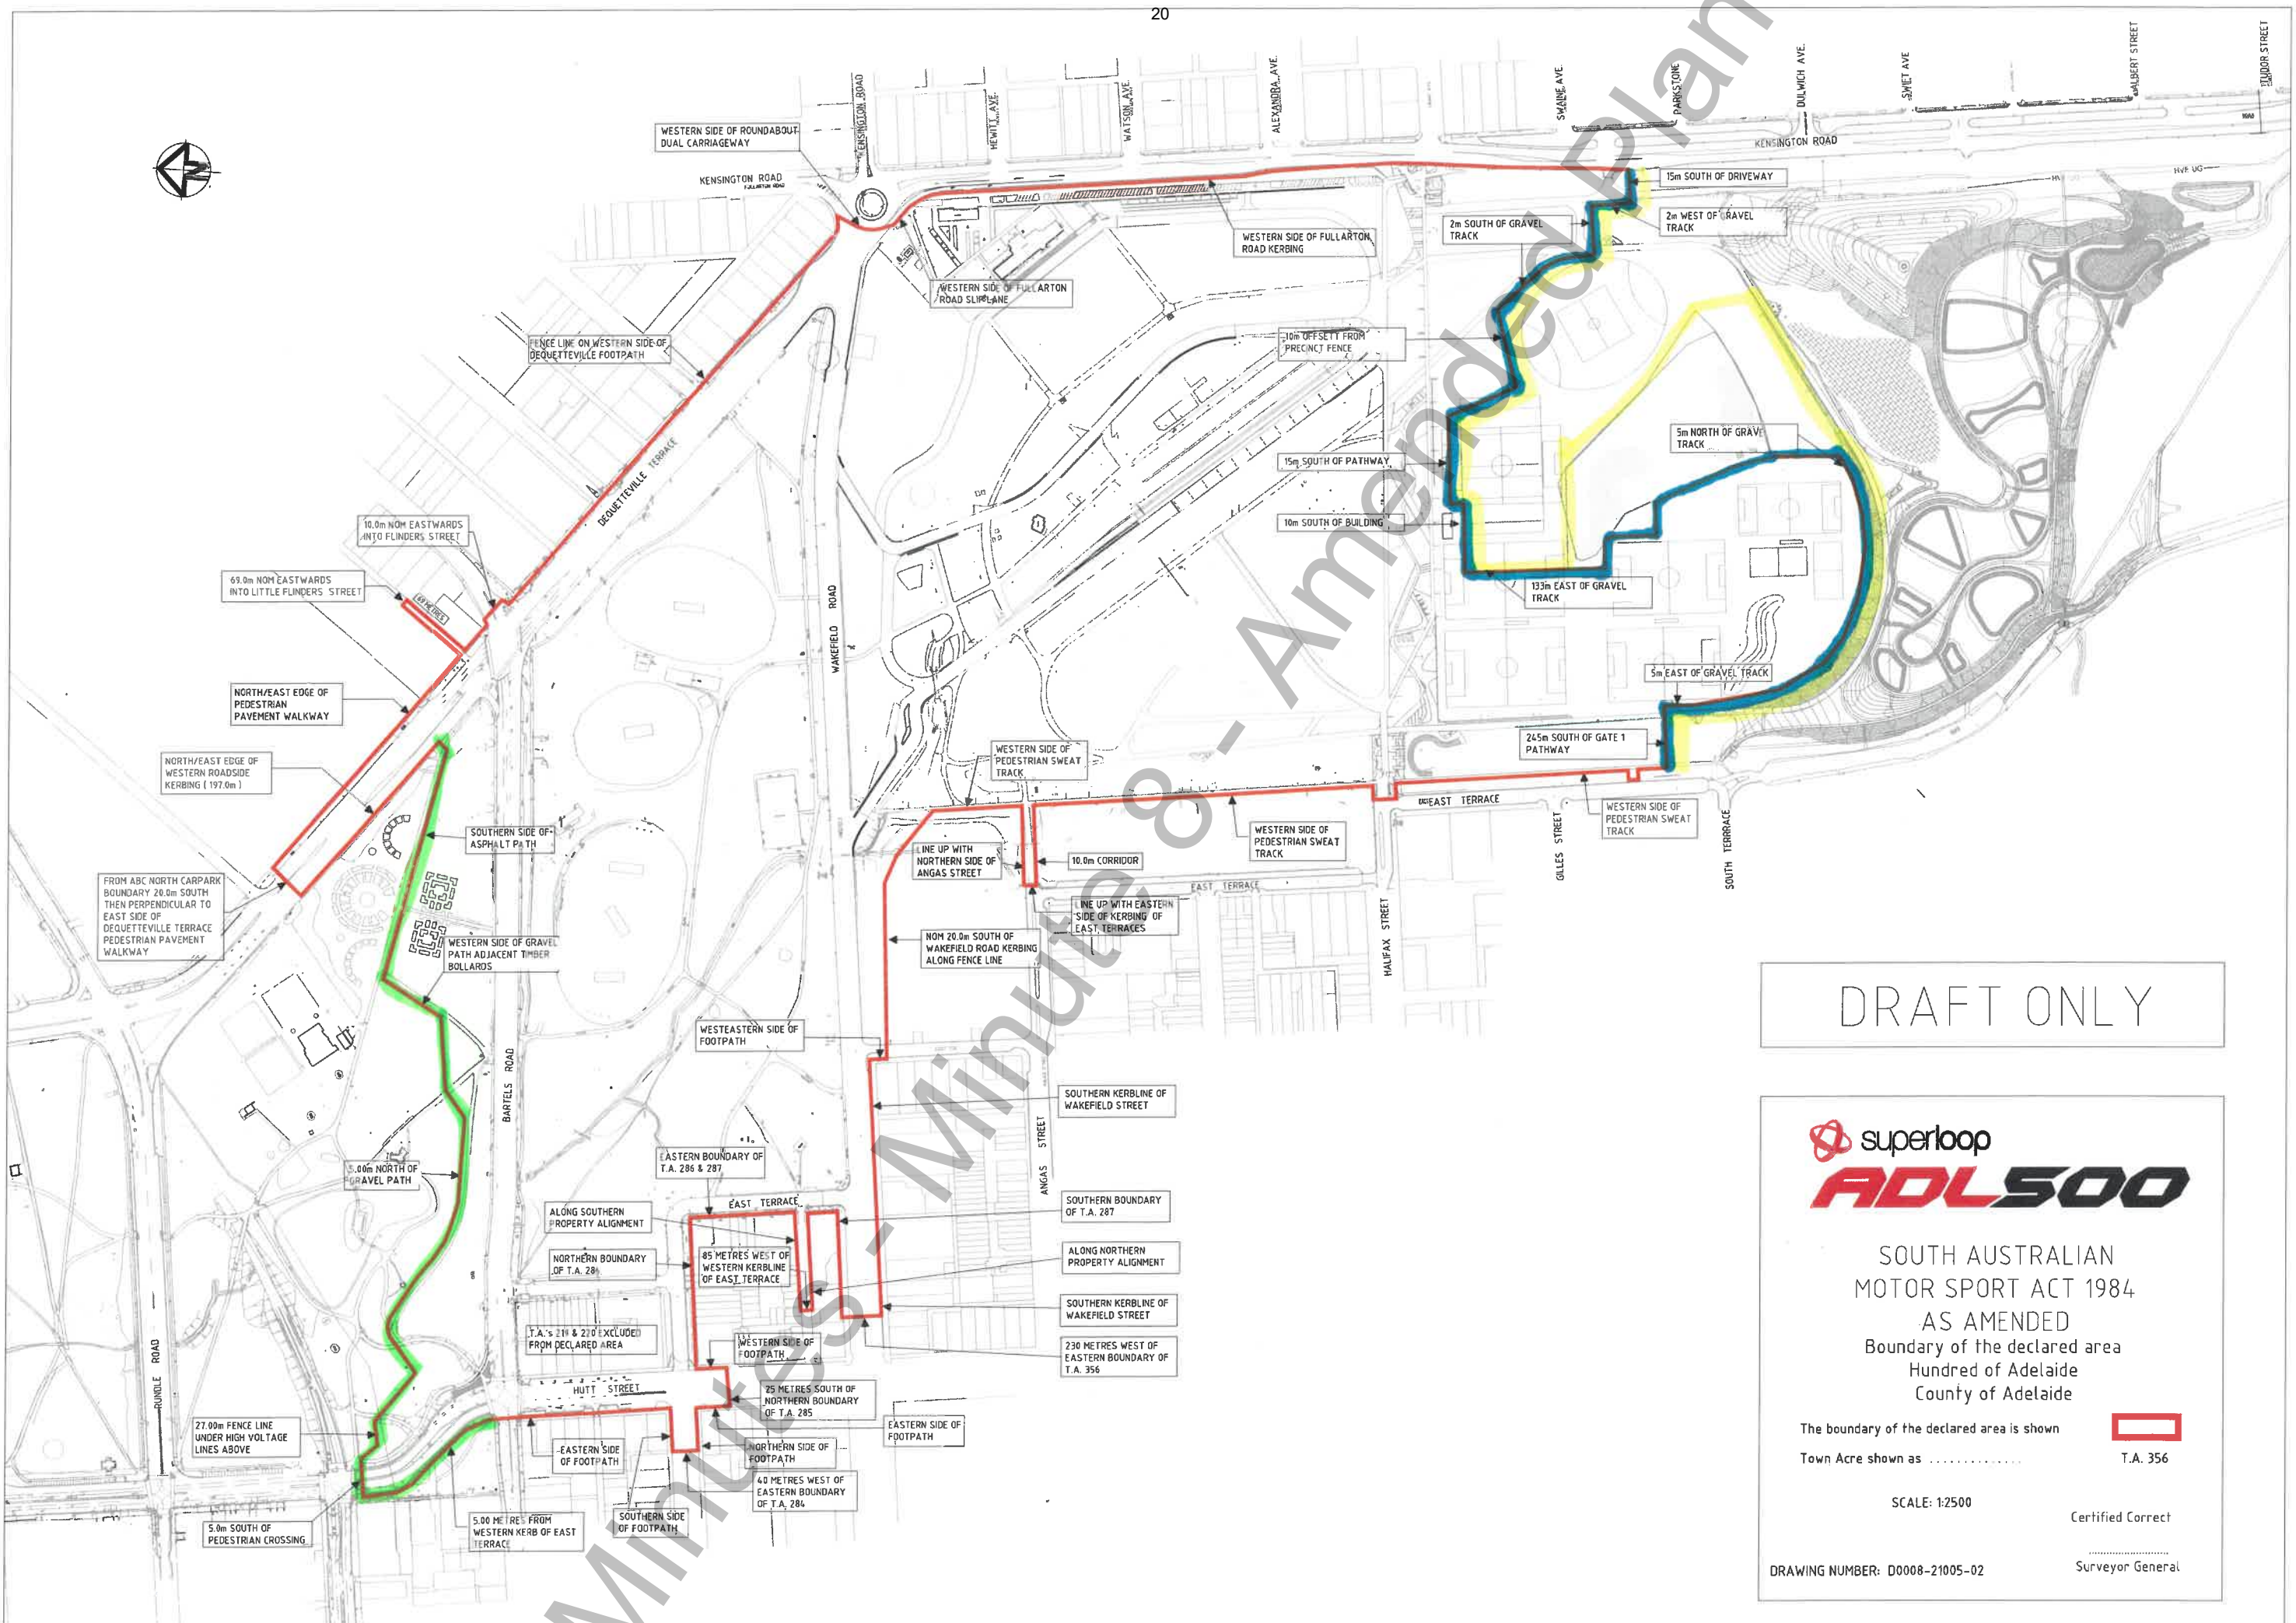 20
KENSINGTON ROAD
HEWITT AVE.
WATSON AVE.
ALEXANDRA AVE.
SWAINE AVE.
PARKSTONE
DULWICH AVE.
SWIFT AVE
ALBERT STREET
TUDOR STREET
WESTERN SIDE OF ROUNDABOUT
DUAL CARRIAGEWAY
KENSINGTON ROAD
FULLARTON ROAD
KENSINGTON ROAD
15m SOUTH OF DRIVEWAY
HVP UG
2m WEST OF GRAVEL
TRACK
2m SOUTH OF GRAVEL
TRACK
WESTERN SIDE OF FULLARTON
ROAD KERBING
WESTERN SIDE OF FULLARTON
ROAD SLIPLANE
FENCE LINE ON WESTERN SIDE OF
DEQUETTEVILLE FOOTPATH
10m OFFSETT FROM
PRECINCT FENCE
5m NORTH OF GRAVE
TRACK
DEQUETTEVILLE TERRACE
15m SOUTH OF PATHWAY
10m SOUTH OF BUILDING
10.0m NOM EASTWARDS
INTO FLINDERS STREET
69.0m NOM EASTWARDS
INTO LITTLE FLINDERS STREET
69 METRES
133m EAST OF GRAVEL
TRACK
WAKEFIELD ROAD
NORTH/EAST EDGE OF
PEDESTRIAN
PAVEMENT WALKWAY
5m EAST OF GRAVEL TRACK
245m SOUTH OF GATE 1
PATHWAY
NORTH/EAST EDGE OF
WESTERN ROADSIDE
KERBING ( 197.0m )
WESTERN SIDE OF
PEDESTRIAN SWEAT
TRACK
EAST TERRACE
WESTERN SIDE OF
PEDESTRIAN SWEAT
TRACK
GILLES STREET
SOUTH TERRRACE
SOUTHERN SIDE OF
ASPHALT PATH
WESTERN SIDE OF
PEDESTRIAN SWEAT
TRACK
LINE UP WITH
NORTHERN SIDE OF
ANGAS STREET
10.0m CORRIDOR
EAST TERRACE
FROM ABC NORTH CARPARK
BOUNDARY 20.0m SOUTH
THEN PERPENDICULAR TO
EAST SIDE OF
DEQUETTEVILLE TERRACE
PEDESTRIAN PAVEMENT
WALKWAY
LINE UP WITH EASTERN
SIDE OF KERBING OF
EAST TERRACES
HALIFAX STREET
WESTERN SIDE OF GRAVEL
PATH ADJACENT TIMBER
BOLLARDS
NOM 20.0m SOUTH OF
WAKEFIELD ROAD KERBING
ALONG FENCE LINE
WESTEASTERN SIDE OF
FOOTPATH
BARTELS ROAD
SOUTHERN KERBLINE OF
WAKEFIELD STREET
ANGAS STREET
EASTERN BOUNDARY OF
T.A. 286 & 287
5.00m NORTH OF
GRAVEL PATH
EAST TERRACE
SOUTHERN BOUNDARY
OF T.A. 287
ALONG SOUTHERN
PROPERTY ALIGNMENT
NORTHERN BOUNDARY
OF T.A. 286
85 METRES WEST OF
WESTERN KERBLINE
OF EAST TERRACE
ALONG NORTHERN
PROPERTY ALIGNMENT
SOUTHERN KERBLINE OF
WAKEFIELD STREET
T.A.'s 219 & 220 EXCLUDED
FROM DECLARED AREA
WESTERN SIDE OF
FOOTPATH
230 METRES WEST OF
EASTERN BOUNDARY OF
T.A. 356
RUNDLE ROAD
HUTT STREET
25 METRES SOUTH OF
NORTHERN BOUNDARY
OF T.A. 285
27.00m FENCE LINE
UNDER HIGH VOLTAGE
LINES ABOVE
EASTERN SIDE OF
FOOTPATH
EASTERN SIDE
OF FOOTPATH
NORTHERN SIDE OF
FOOTPATH
40 METRES WEST OF
EASTERN BOUNDARY
OF T.A. 284
5.0m SOUTH OF
PEDESTRIAN CROSSING
5.00 METRES FROM
WESTERN KERB OF EAST
TERRACE
SOUTHERN SIDE
OF FOOTPATH
DRAFT ONLY
superloop
ADL500
SOUTH AUSTRALIAN
MOTOR SPORT ACT 1984
AS AMENDED
Boundary of the declared area
Hundred of Adelaide
County of Adelaide
The boundary of the declared area is shown
Town Acre shown as .............. T.A. 356
SCALE: 1:2500
Certified Correct
Surveyor General
DRAWING NUMBER: D0008-21005-02
Minutes - Minute 8 - Amended Plan